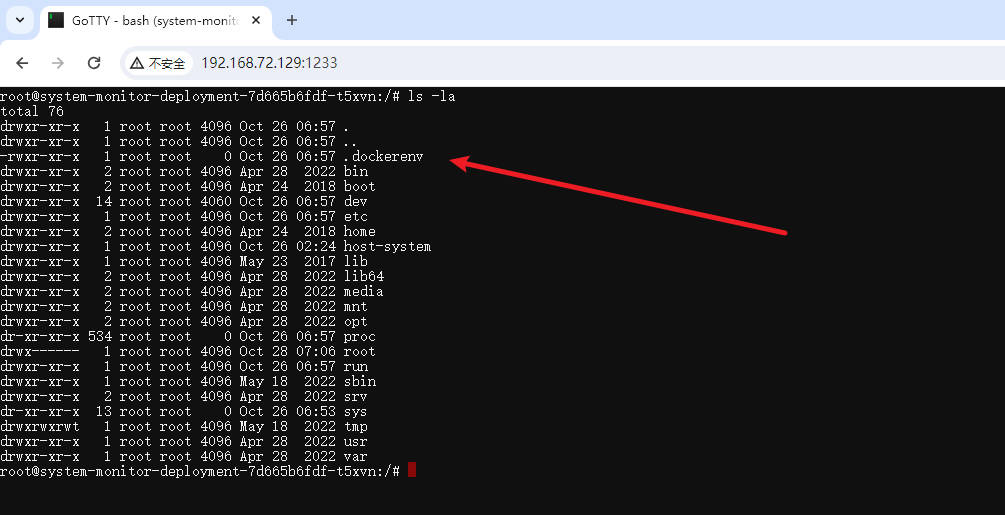 GoTTY - bash (system-monito
不安全 192.168.72.129:1233
root@system-monitor-deployment-7d665b6fdf-t5xvn:/# ls -la
total 76
drwxr-xr-x   1 root root 4096 Oct 26 06:57 .
drwxr-xr-x   1 root root 4096 Oct 26 06:57 ..
-rwxr-xr-x   1 root root    0 Oct 26 06:57 .dockerenv
drwxr-xr-x   2 root root 4096 Apr 28  2022 bin
drwxr-xr-x   2 root root 4096 Apr 24  2018 boot
drwxr-xr-x  14 root root 4060 Oct 26 06:57 dev
drwxr-xr-x   1 root root 4096 Oct 26 06:57 etc
drwxr-xr-x   2 root root 4096 Apr 24  2018 home
drwxr-xr-x   1 root root 4096 Oct 26 02:24 host-system
drwxr-xr-x   1 root root 4096 May 23  2017 lib
drwxr-xr-x   2 root root 4096 Apr 28  2022 lib64
drwxr-xr-x   2 root root 4096 Apr 28  2022 media
drwxr-xr-x   2 root root 4096 Apr 28  2022 mnt
drwxr-xr-x   2 root root 4096 Apr 28  2022 opt
dr-xr-xr-x 534 root root    0 Oct 26 06:57 proc
drwx------   1 root root 4096 Oct 28 07:06 root
drwxr-xr-x   1 root root 4096 Oct 26 06:57 run
drwxr-xr-x   1 root root 4096 May 18  2022 sbin
drwxr-xr-x   2 root root 4096 Apr 28  2022 srv
dr-xr-xr-x  13 root root    0 Oct 26 06:53 sys
drwxrwxrwt   1 root root 4096 May 18  2022 tmp
drwxr-xr-x   1 root root 4096 Apr 28  2022 usr
drwxr-xr-x   1 root root 4096 Apr 28  2022 var
root@system-monitor-deployment-7d665b6fdf-t5xvn:/#